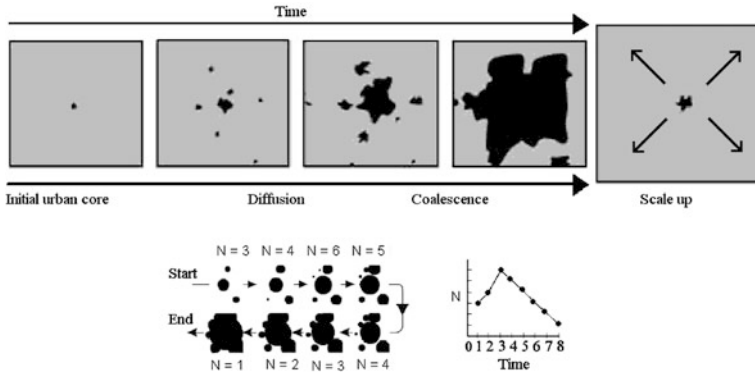 Time
Initial urban core Diffusion Coalescence Scale up
N = 3 N = 4 N = 6 N = 5
Start
End
N = 1 N = 2 N = 3 N = 4
N
0 1 2 3 4 5 6 7 8
Time